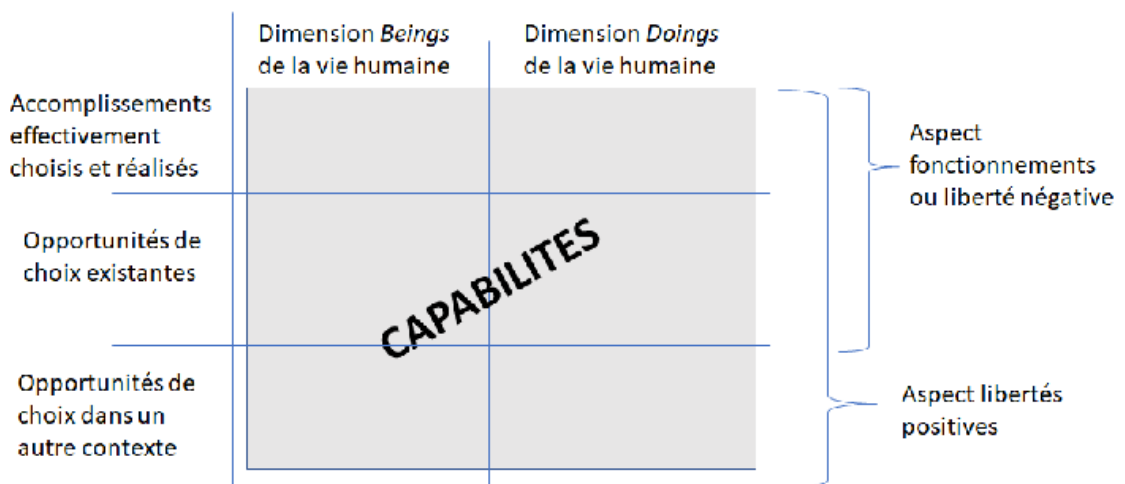 Dimension Beings
de la vie humaine
Dimension Doings
de la vie humaine
Accomplissements
effectivement
choisis et réalisés
Opportunités de
choix existantes
Opportunités de
choix dans un
autre contexte
CAPABILITES
Aspect
fonctionnements
ou liberté négative
Aspect libertés
positives